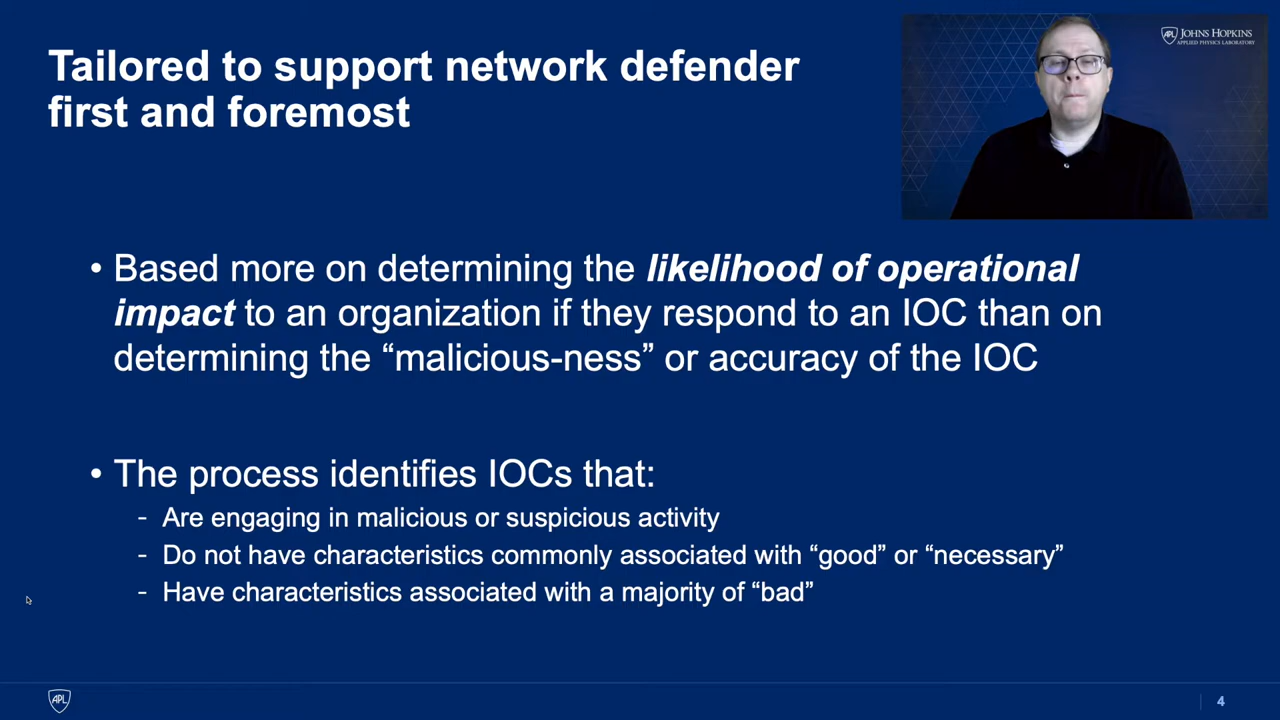 Tailored to support network defender
first and foremost
JOHNS HOPKINS
APPLIED PHYSICS LABORATORY
• Based more on determining the likelihood of operational
impact to an organization if they respond to an IOC than on
determining the “malicious-ness” or accuracy of the IOC
• The process identifies IOCs that:
- Are engaging in malicious or suspicious activity
- Do not have characteristics commonly associated with “good” or “necessary”
- Have characteristics associated with a majority of “bad”
APL
4